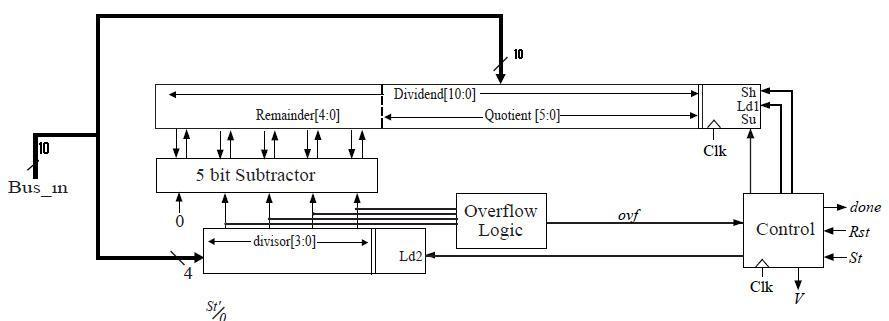 10
Dividend[10:0]
Sh
Remainder[4:0]
Quotient [5:0]
Ld1
Su
10
Clk
Bus_in
5 bit Subtractor
0
Overflow
Logic
ovf
Control
done
Rst
St
divisor[3:0]
Ld2
4
Clk
V
St'/0